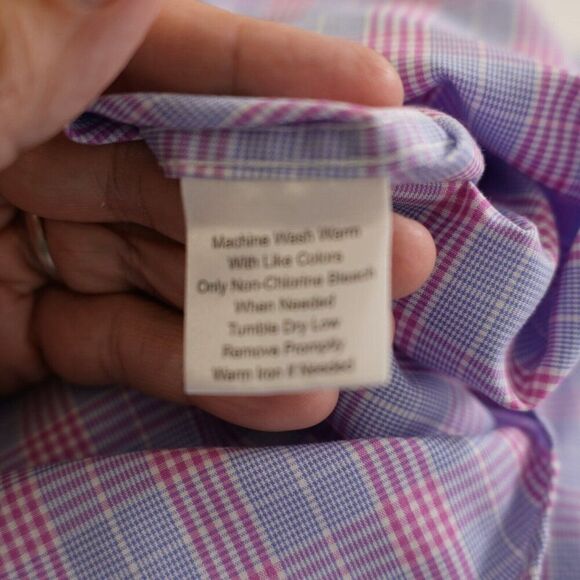 Machine Wash Warm
With Like Colors
Only Non-Chlorine Bleach
When Needed
Tumble Dry Low
Remove Promptly
Warm Iron if Needed